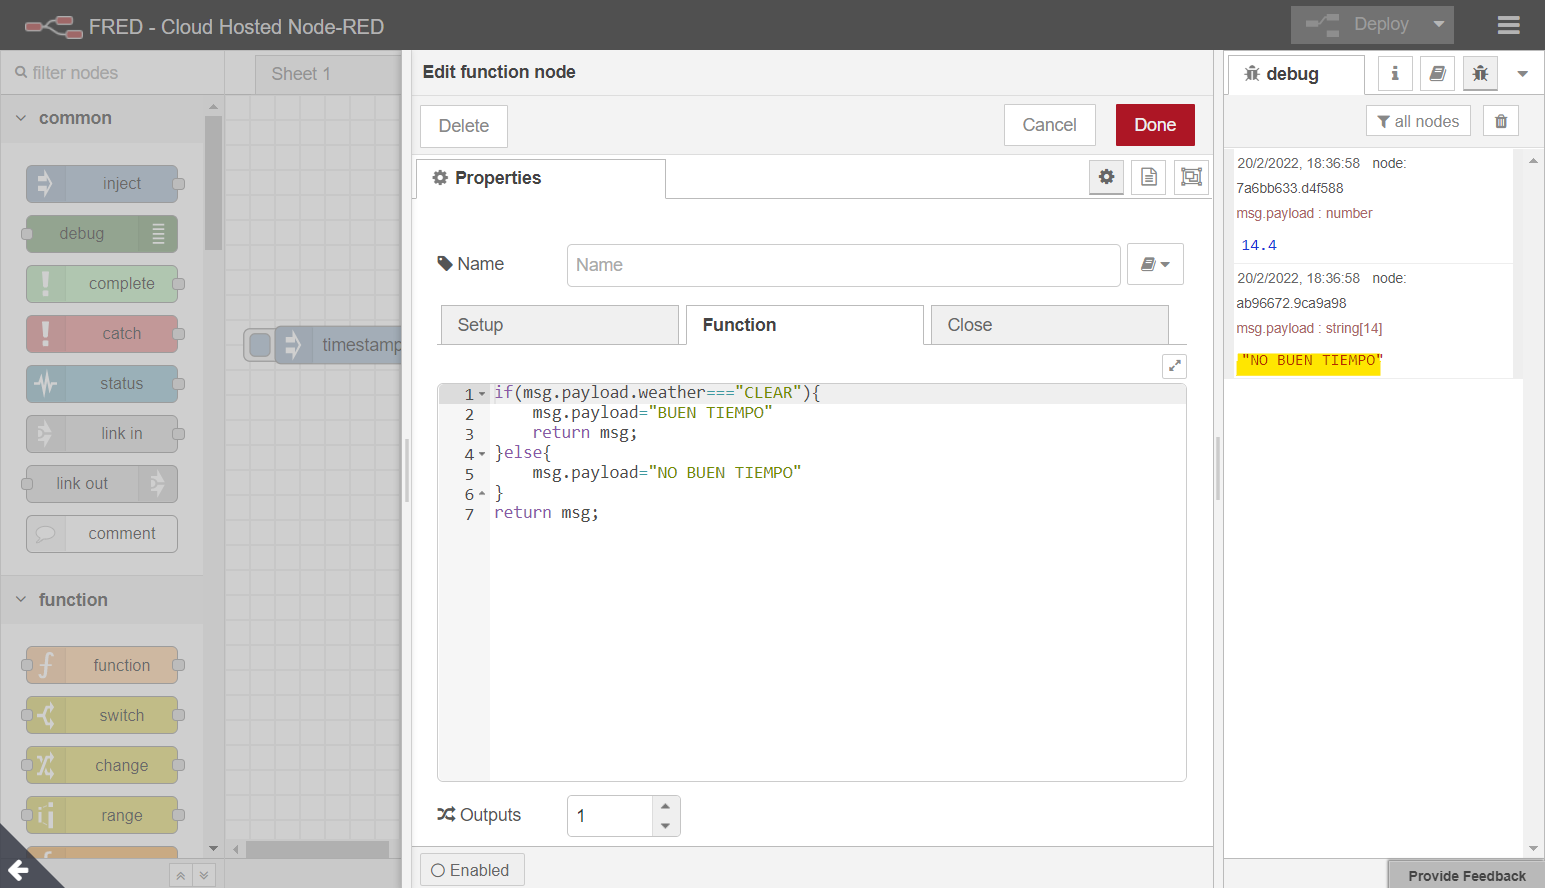 FRED - Cloud Hosted Node-RED
Deploy
filter nodes
common
inject
debug
complete
catch
status
link in
link out
comment
function
function
switch
change
range
Sheet 1
timestamp
Edit function node
Delete
Cancel
Done
Properties
Name
Name
Setup
Function
Close
1 if(msg.payload.weather==="CLEAR"){
2 msg.payload="BUEN TIEMPO"
3 return msg;
4 }else{
5 msg.payload="NO BUEN TIEMPO"
6 }
7 return msg;
Outputs
1
Enabled
debug
i
all nodes
20/2/2022, 18:36:58 node:
7a6bb633.d4f588
msg.payload : number
14.4
20/2/2022, 18:36:58 node:
ab96672.9ca9a98
msg.payload : string[14]
"NO BUEN TIEMPO"
Provide Feedback